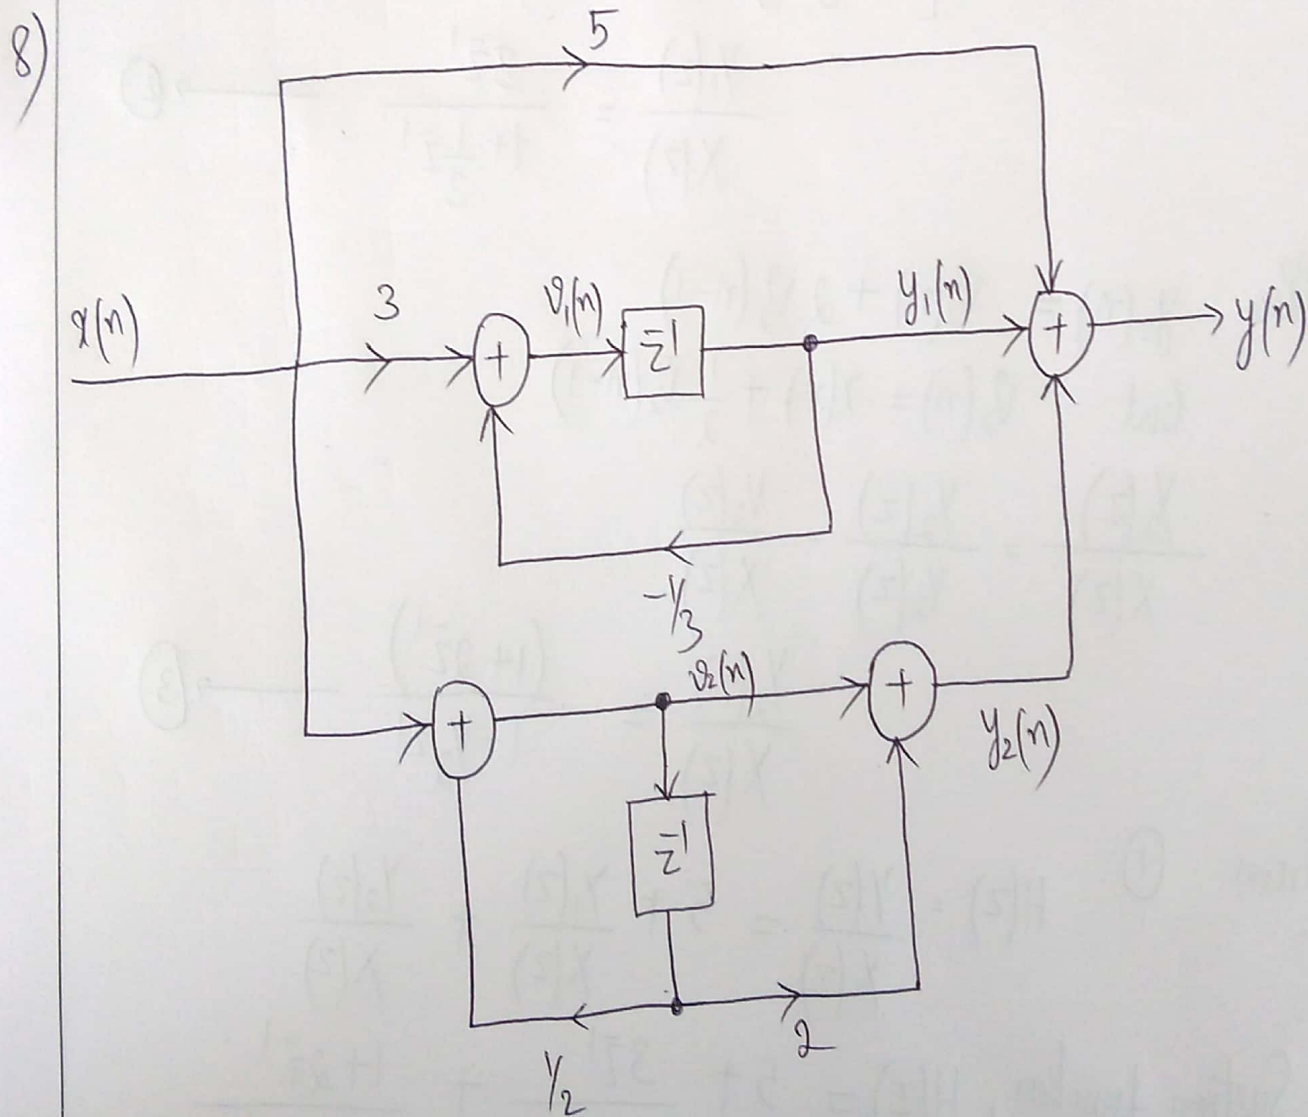 8)
5
x(n)
3
+
v₁(n)
z⁻¹
y₁(n)
+
y(n)
-1/3
+
v₂(n)
+
y₂(n)
z⁻¹
1/2
2